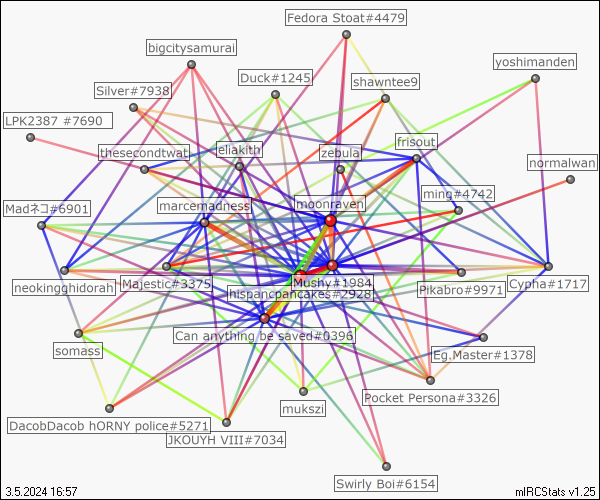 Fedora Stoat#4479
bigcitysamurai
yoshimanden
Duck#1245
shawntee9
Silver#7938
LPK2387 #7690
frisout
thesecondtwat
eliakith
zebula
normalwan
ming#4742
Madネコ#6901
marcemadness
moonraven
neokingghidorah
Majestic#3375
Mushy#1984
Pikabro#9971
Cypha#1717
hispancpancakes#2928
Can anything be saved#0396
somass
Eg.Master#1378
Pocket Persona#3326
mukszi
DacobDacob hORNY police#5271
JKOUYH VIII#7034
Swirly Boi#6154
3.5.2024 16:57
mIRCStats v1.25